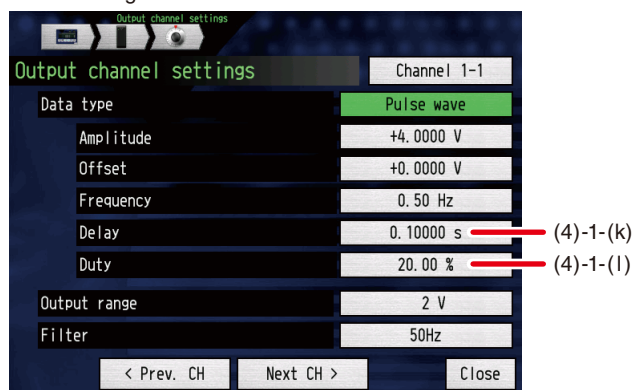 Output channel settings
Output channel settings Channel 1-1
Data type Pulse wave
Amplitude +4.0000 V
Offset +0.0000 V
Frequency 0.50 Hz
Delay 0.10000 s (4)-1-(k)
Duty 20.00 % (4)-1-(l)
Output range 2 V
Filter 50Hz
< Prev. CH Next CH > Close